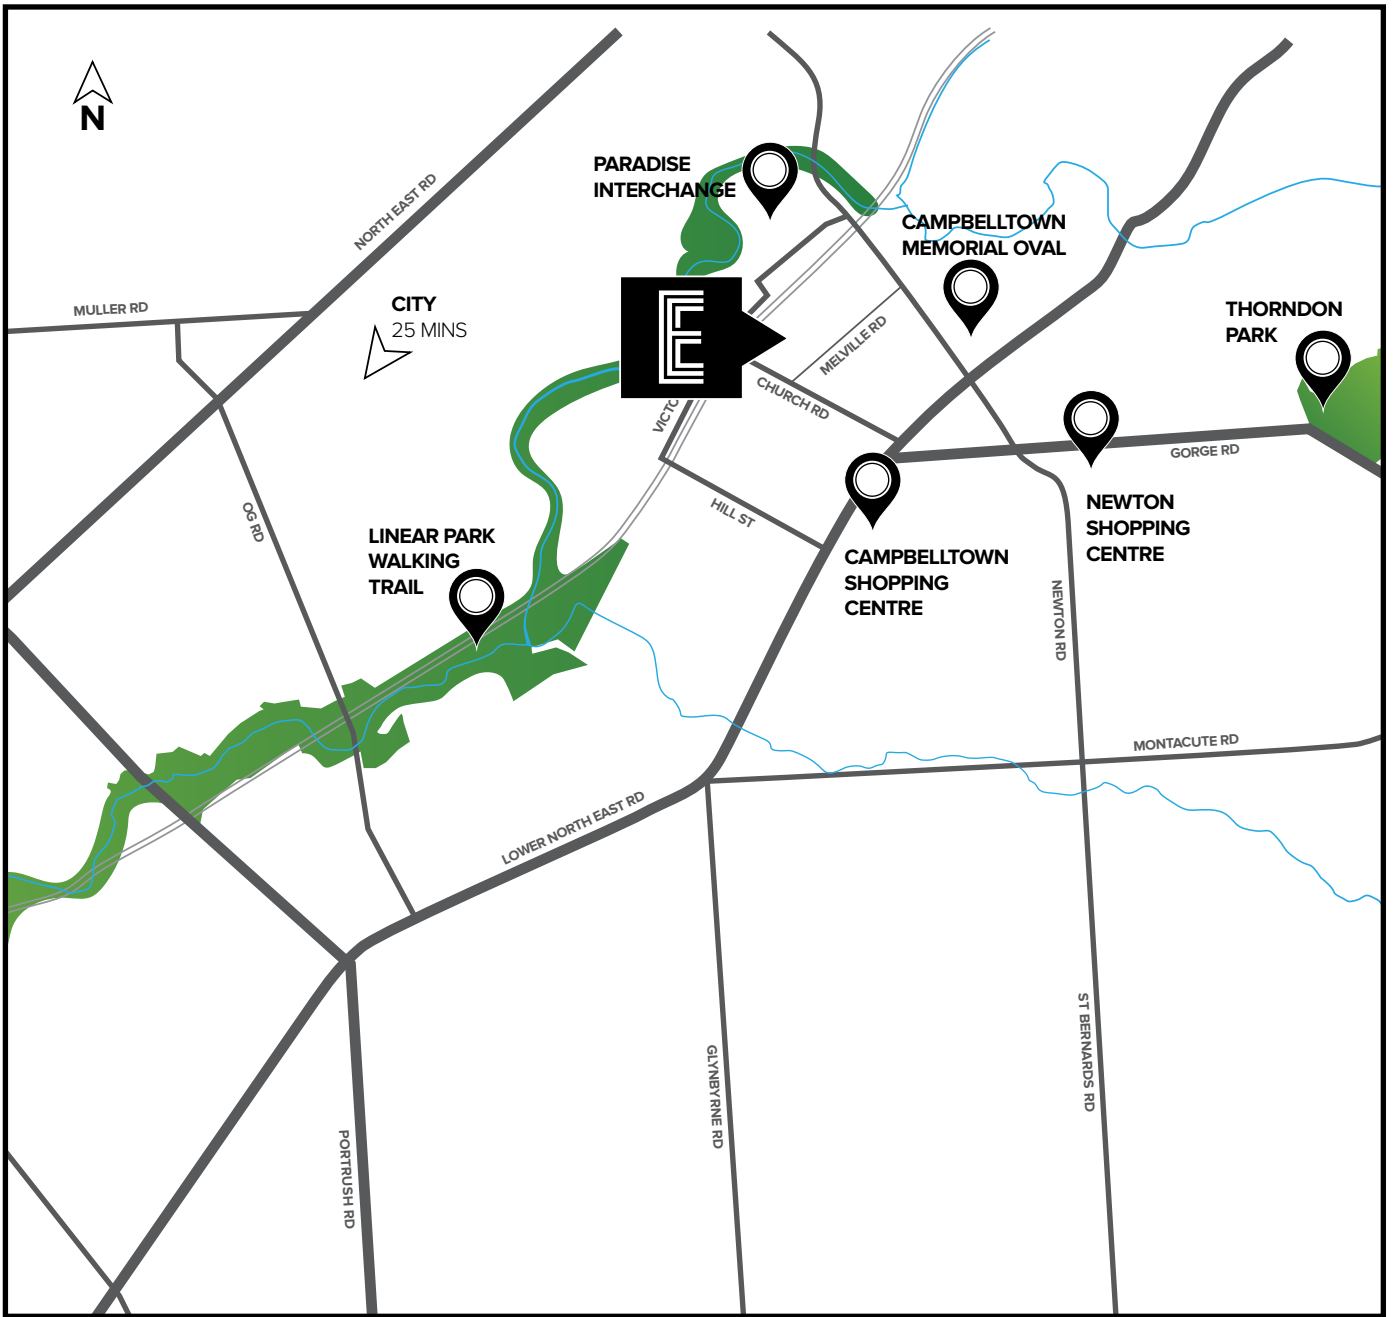 N
NORTH EAST RD
MULLER RD
CITY
25 MINS
PARADISE
INTERCHANGE
CAMPBELLTOWN
MEMORIAL OVAL
THORNDON
PARK
E
MELVILLE RD
CHURCH RD
VICTO
HILL ST
GORGE RD
OG RD
LINEAR PARK
WALKING
TRAIL
CAMPBELLTOWN
SHOPPING
CENTRE
NEWTON
SHOPPING
CENTRE
NEWTON RD
MONTACUTE RD
LOWER NORTH EAST RD
GLYNBYRNE RD
ST BERNARDS RD
PORTRUSH RD